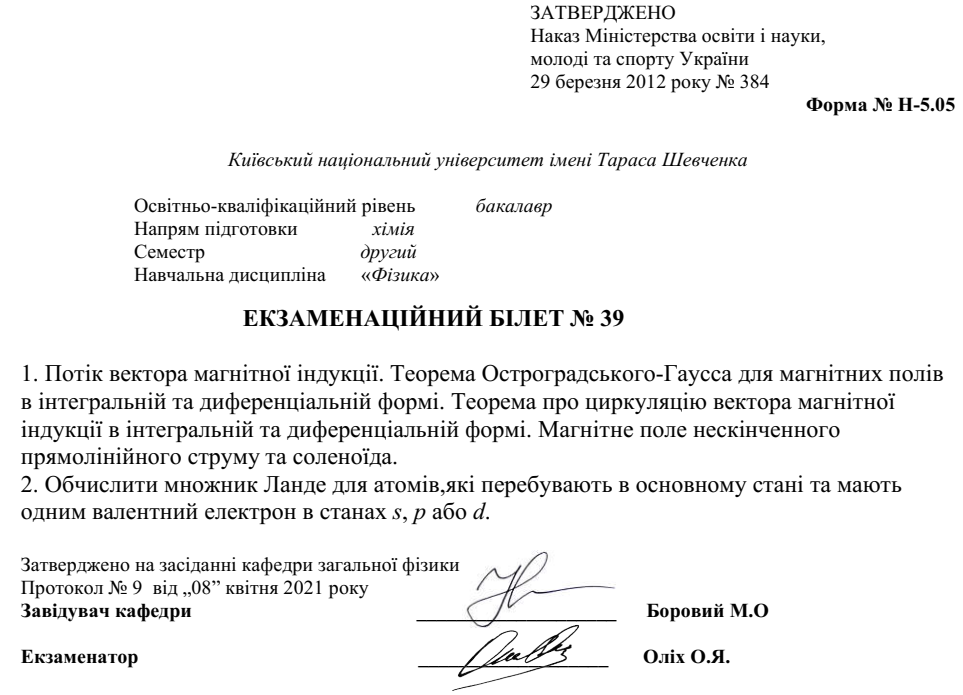 ЗАТВЕРДЖЕНО
Наказ Міністерства освіти і науки,
молоді та спорту України
29 березня 2012 року № 384
Форма № Н-5.05
Київський національний університет імені Тараса Шевченка
Освітньо-кваліфікаційний рівень бакалавр
Напрям підготовки хімія
Семестр другий
Навчальна дисципліна «Фізика»
ЕКЗАМЕНАЦІЙНИЙ БІЛЕТ № 39
1. Потік вектора магнітної індукції. Теорема Остроградського-Гаусса для магнітних полів
в інтегральній та диференціальній формі. Теорема про циркуляцію вектора магнітної
індукції в інтегральній та диференціальній формі. Магнітне поле нескінченного
прямолінійного струму та соленоїда.
2. Обчислити множник Ланде для атомів,які перебувають в основному стані та мають
одним валентний електрон в станах s, p або d.
Затверджено на засіданні кафедри загальної фізики
Протокол № 9 від „08” квітня 2021 року
Завідувач кафедри Боровий М.О
Екзаменатор Оліх О.Я.